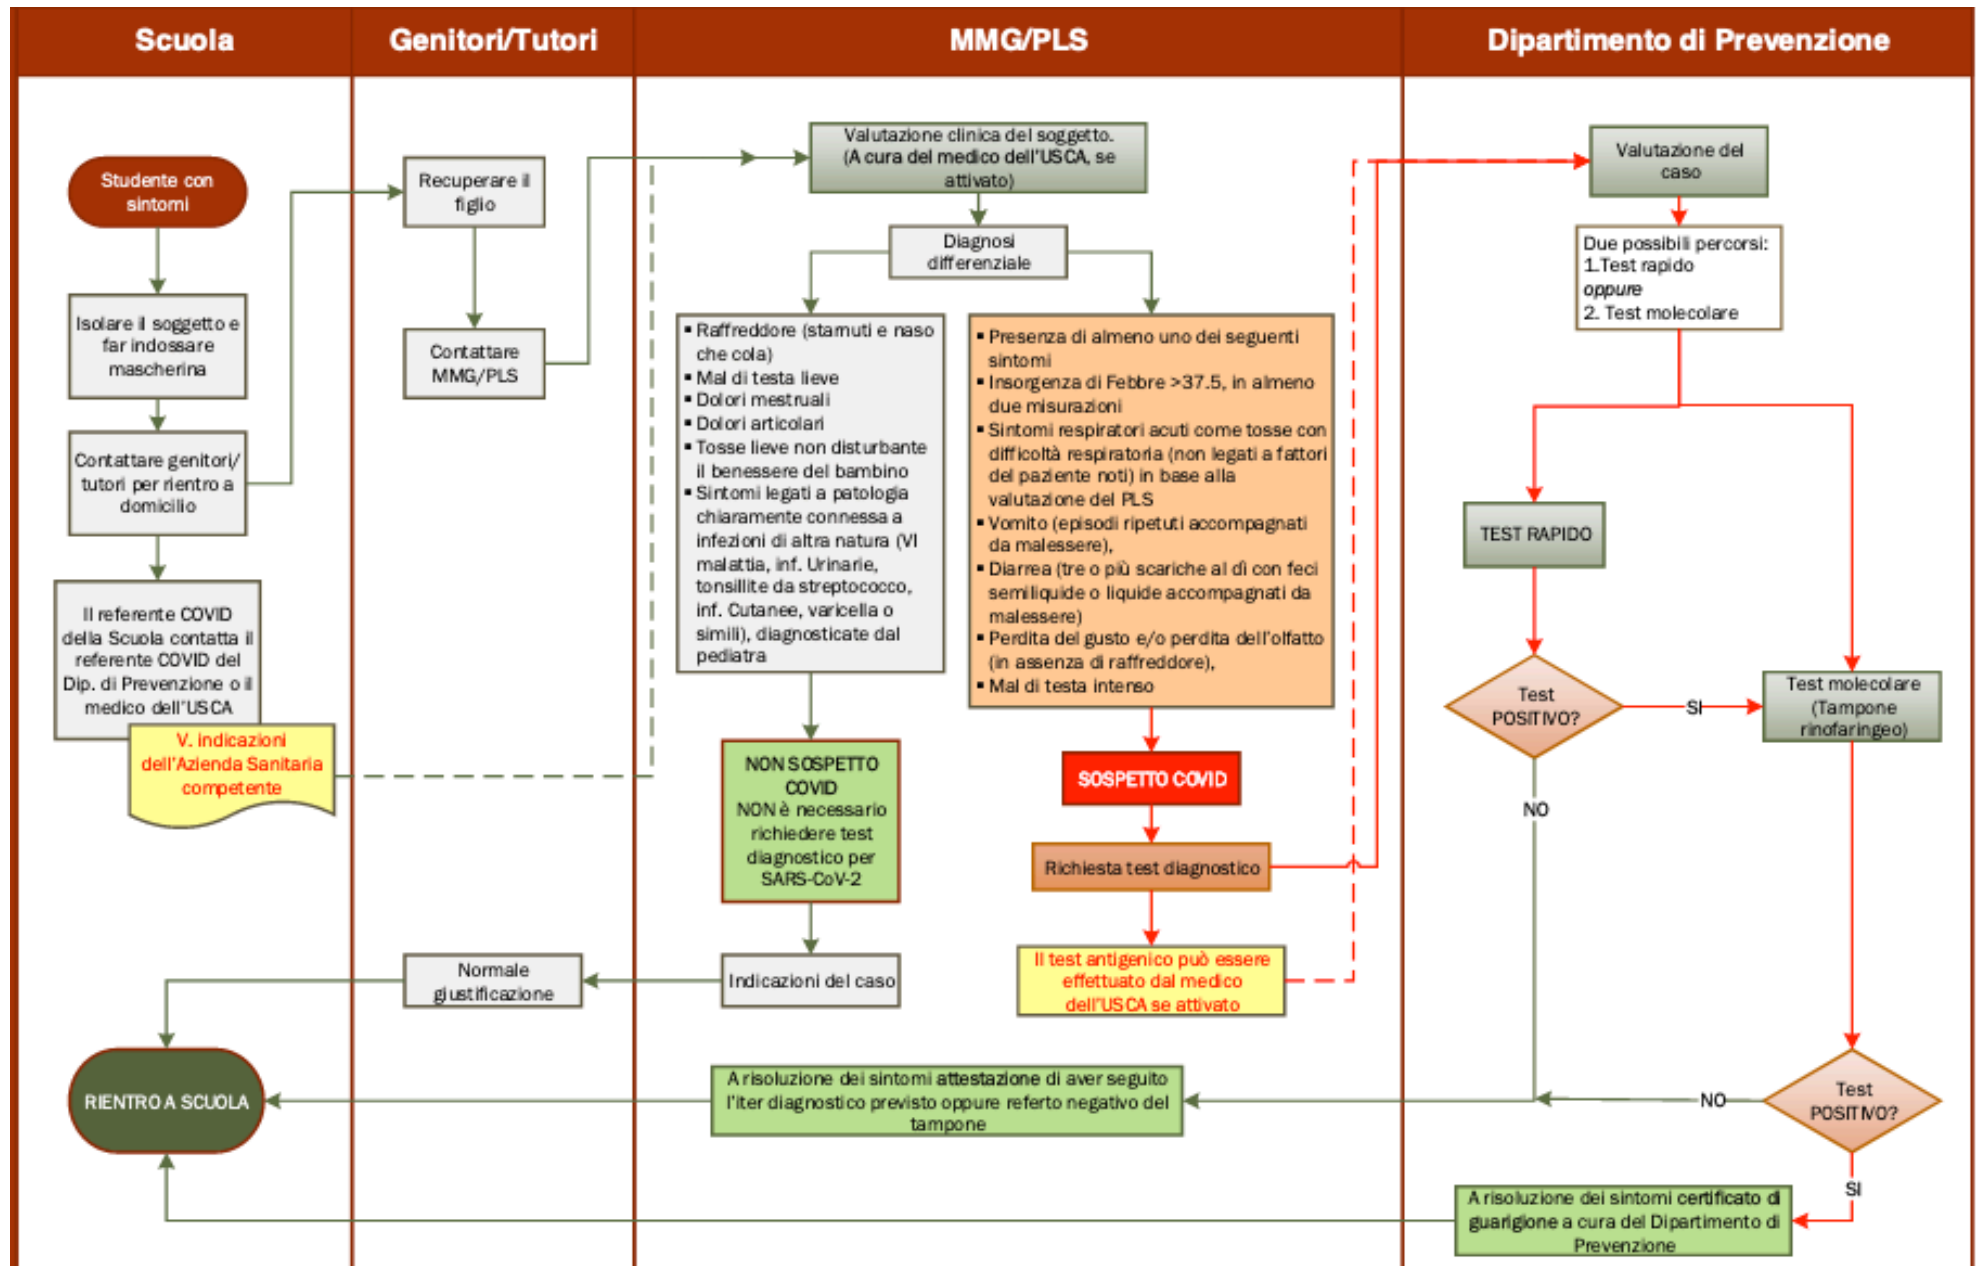 Scuola
Genitori/Tutori
MMG/PLS
Dipartimento di Prevenzione
Studente con
sintomi
Isolare il soggetto e
far indossare
mascherina
Contattare genitori/
tutori per rientro a
domicilio
Il referente COVID
della Scuola contatta il
referente COVID del
Dip. di Prevenzione o il
medico dell'USCA
V. indicazioni
dell'Azienda Sanitaria
competente
RIENTRO A SCUOLA
Recuperare il
figlio
Contattare
MMG/PLS
Normale
giustificazione
Valutazione clinica del soggetto.
(A cura del medico dell'USCA, se
attivato)
Diagnosi
differenziale
▪ Raffreddore (starnuti e naso
che cola)
▪ Mal di testa lieve
▪ Dolori mestruali
▪ Dolori articolari
▪ Tosse lieve non disturbante
il benessere del bambino
▪ Sintomi legati a patologia
chiaramente connessa a
infezioni di altra natura (VI
malattia, inf. Urinarie,
tonsillite da streptococco,
inf. Cutanee, varicella o
simili), diagnosticate dal
pediatra
▪ Presenza di almeno uno dei seguenti
sintomi
▪ Insorgenza di Febbre >37.5, in almeno
due misurazioni
▪ Sintomi respiratori acuti come tosse con
difficoltà respiratoria (non legati a fattori
del paziente noti) in base alla
valutazione del PLS
▪ Vomito (episodi ripetuti accompagnati
da malessere),
▪ Diarrea (tre o più scariche al dì con feci
semiliquide o liquide accompagnati da
malessere)
▪ Perdita del gusto e/o perdita dell'olfatto
(in assenza di raffreddore),
▪ Mal di testa intenso
NON SOSPETTO
COVID
NON è necessario
richiedere test
diagnostico per
SARS-CoV-2
Indicazioni del caso
SOSPETTO COVID
Richiesta test diagnostico
Il test antigenico può essere
effettuato dal medico
dell'USCA se attivato
A risoluzione dei sintomi attestazione di aver seguito
l'iter diagnostico previsto oppure referto negativo del
tampone
Valutazione del
caso
Due possibili percorsi:
1.Test rapido
oppure
2. Test molecolare
TEST RAPIDO
Test
POSITIVO?
SI
Test molecolare
(Tampone
rinofaringeo)
NO
Test
POSITIVO?
NO
SI
A risoluzione dei sintomi certificato di
guarigione a cura del Dipartimento di
Prevenzione